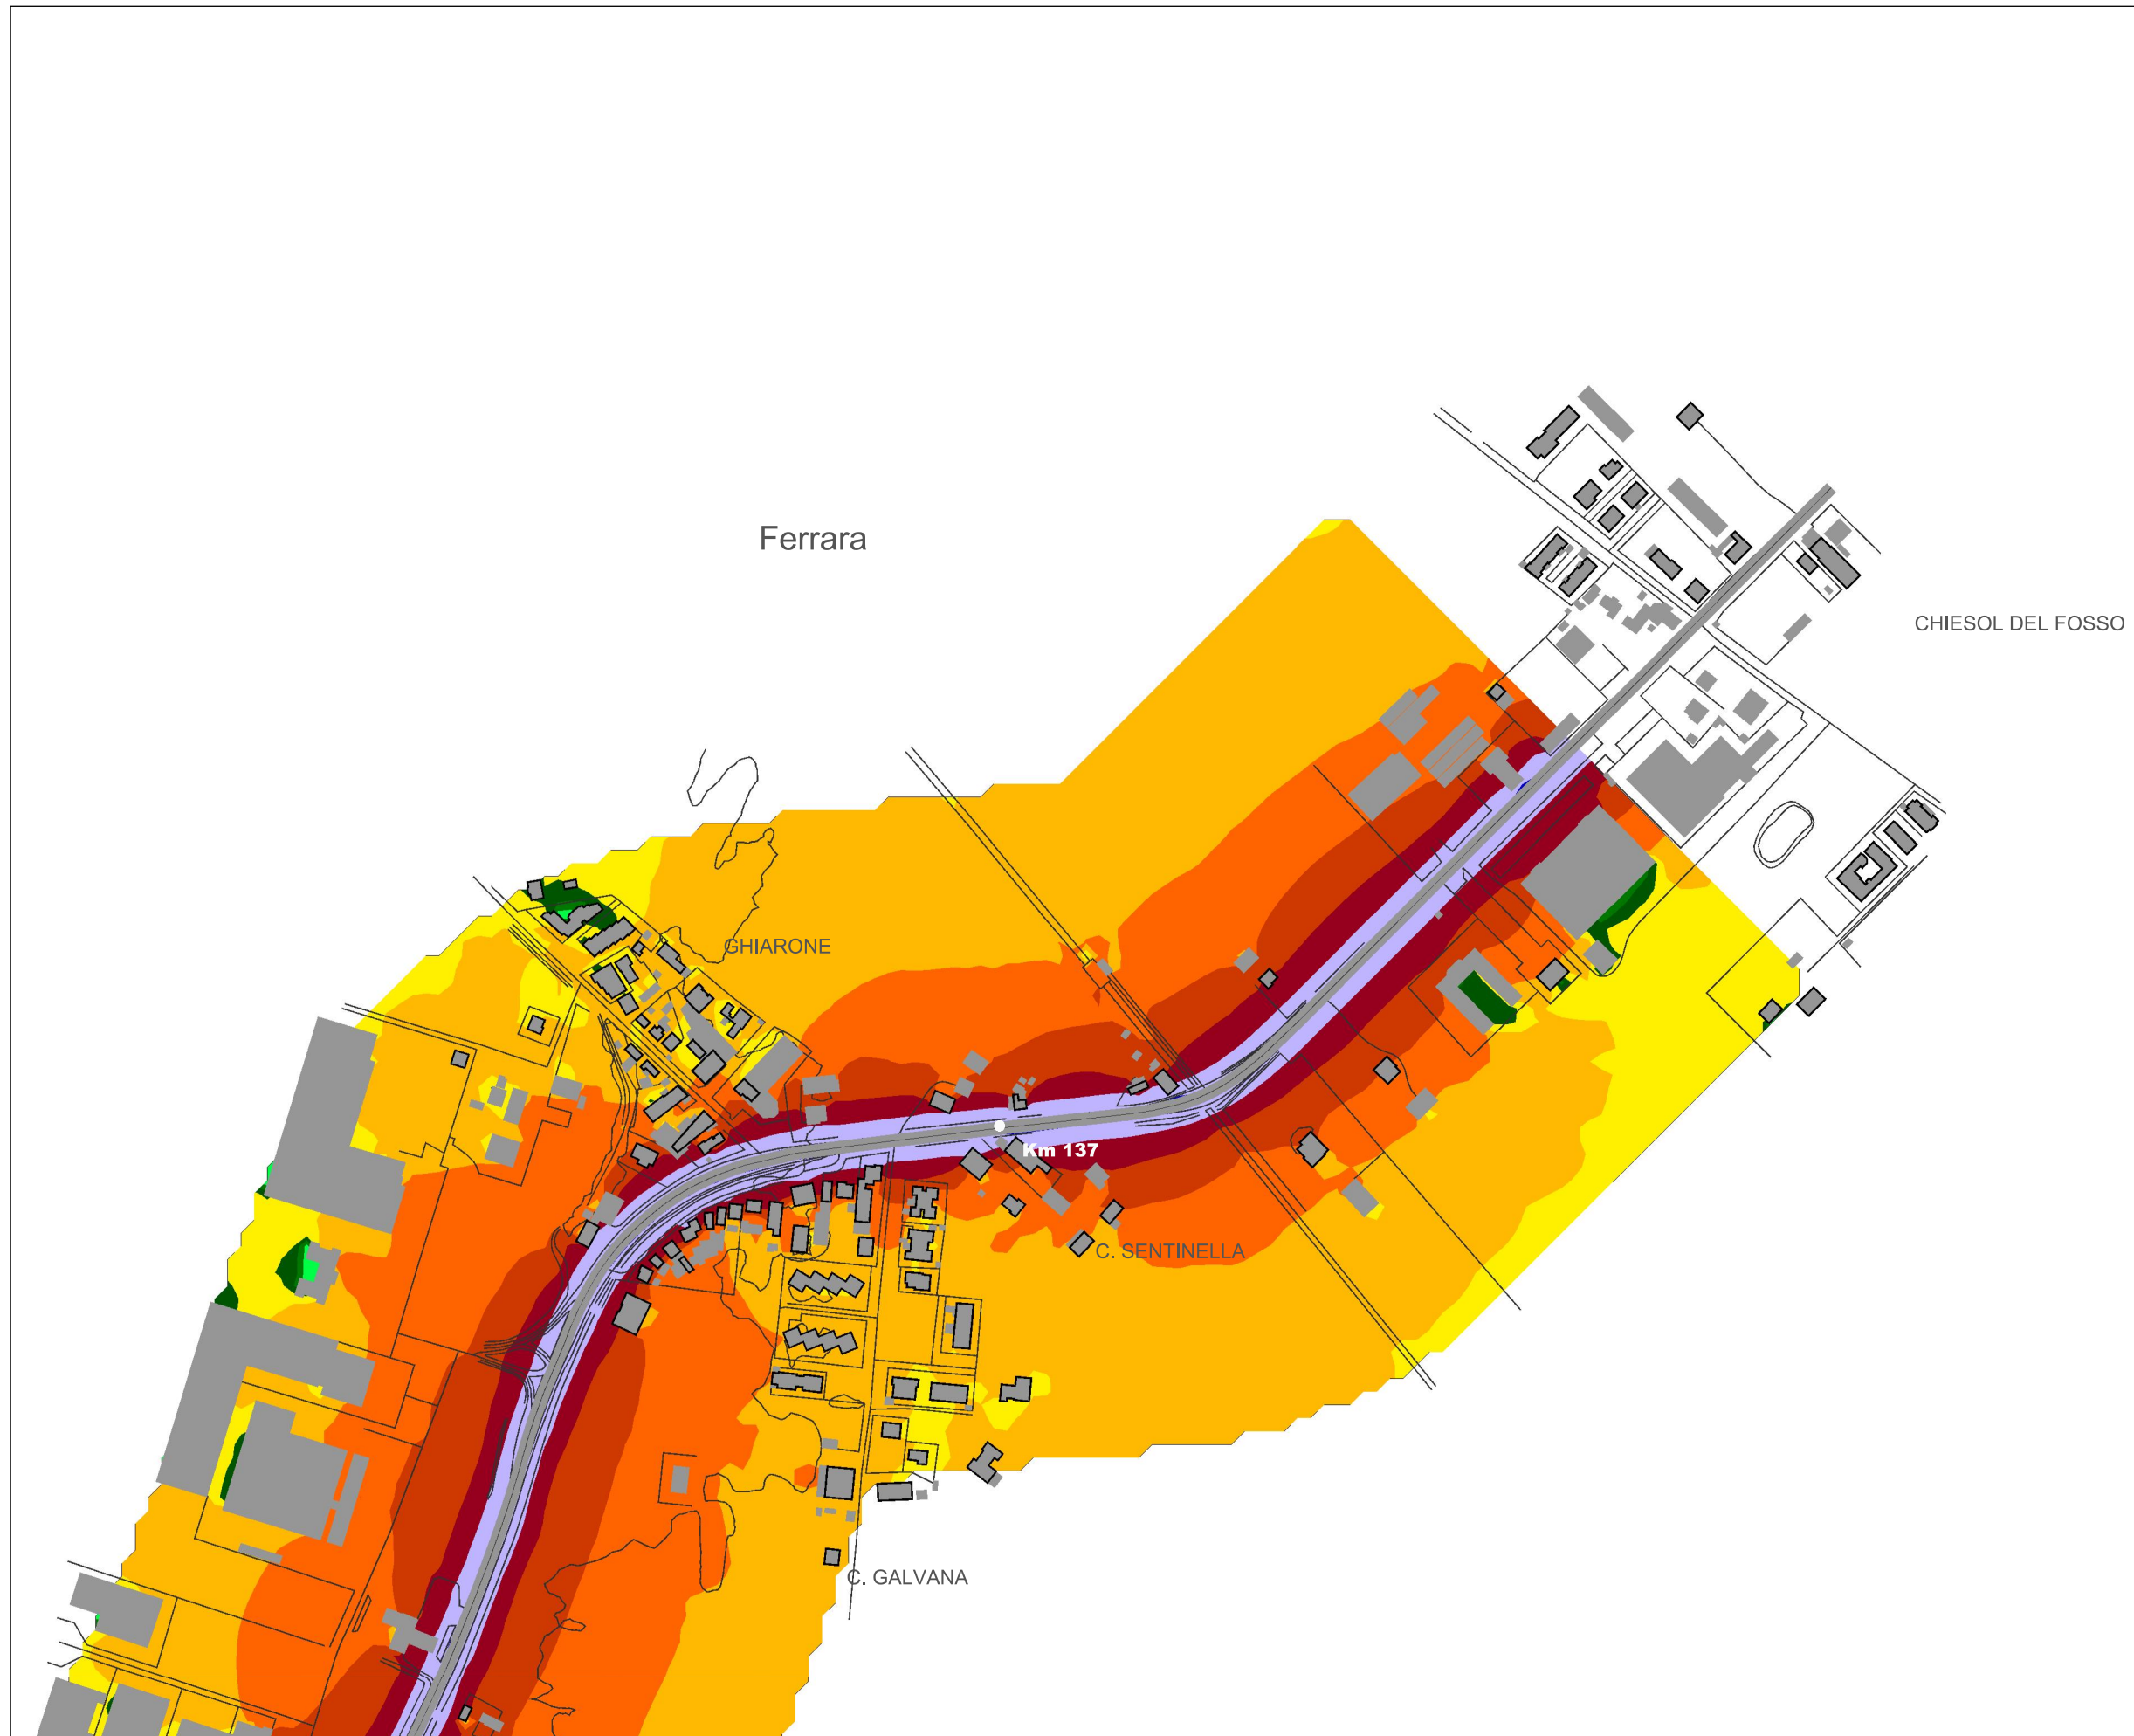 Ferrara
CHIESOL DEL FOSSO
GHIARONE
Km 137
C. SENTINELLA
C. GALVANA